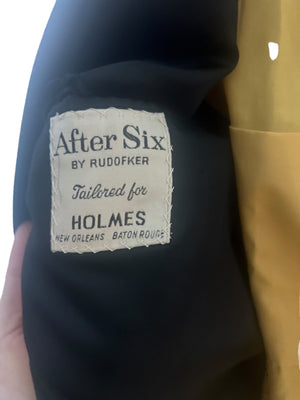 After Six
BY RUDOFKER
Tailored for
HOLMES
NEW ORLEANS BATON ROUGE